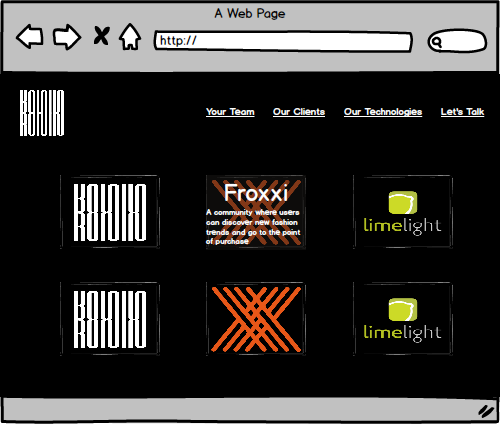 A Web Page
http://
Your Team Our Clients Our Technologies Let's Talk
Froxxi
A community where users
can discover new fashion
trends and go to the point
of purchase
limelight
limelight